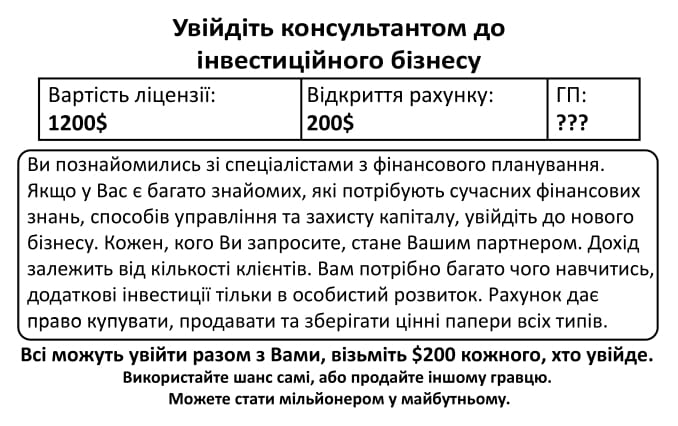 Увійдіть консультантом до
інвестиційного бізнесу
Вартість ліцензії: Відкриття рахунку: ГП:
1200$ 200$ ???
Ви познайомились зі спеціалістами з фінансового планування.
Якщо у Вас є багато знайомих, які потрібують сучасних фінансових
знань, способів управління та захисту капіталу, увійдіть до нового
бізнесу. Кожен, кого Ви запросите, стане Вашим партнером. Дохід
залежить від кількості клієнтів. Вам потрібно багато чого навчитись,
додаткові інвестиції тільки в особистий розвиток. Рахунок дає
право купувати, продавати та зберігати цінні папери всіх типів.
Всі можуть увійти разом з Вами, візьміть $200 кожного, хто увійде.
Використайте шанс самі, або продайте іншому гравцю.
Можете стати мільйонером у майбутньому.